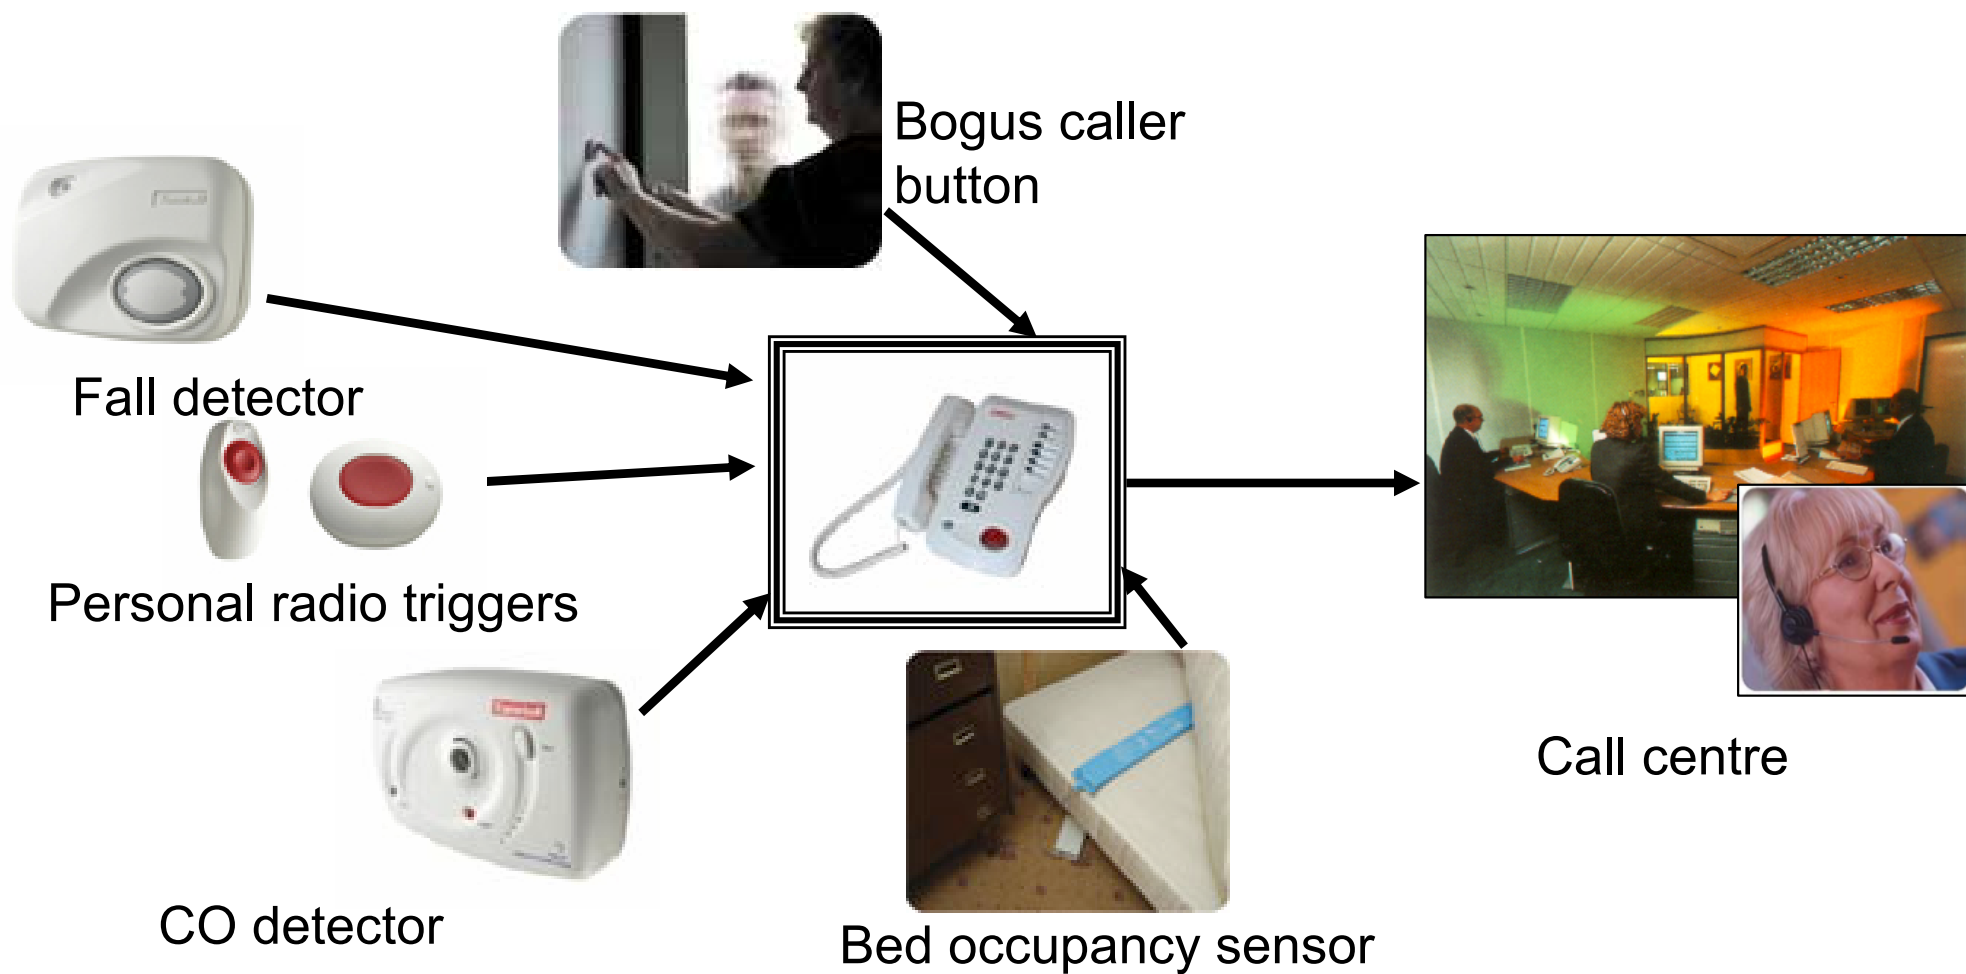 Bogus caller
button
Fall detector
Personal radio triggers
CO detector
Bed occupancy sensor
Call centre